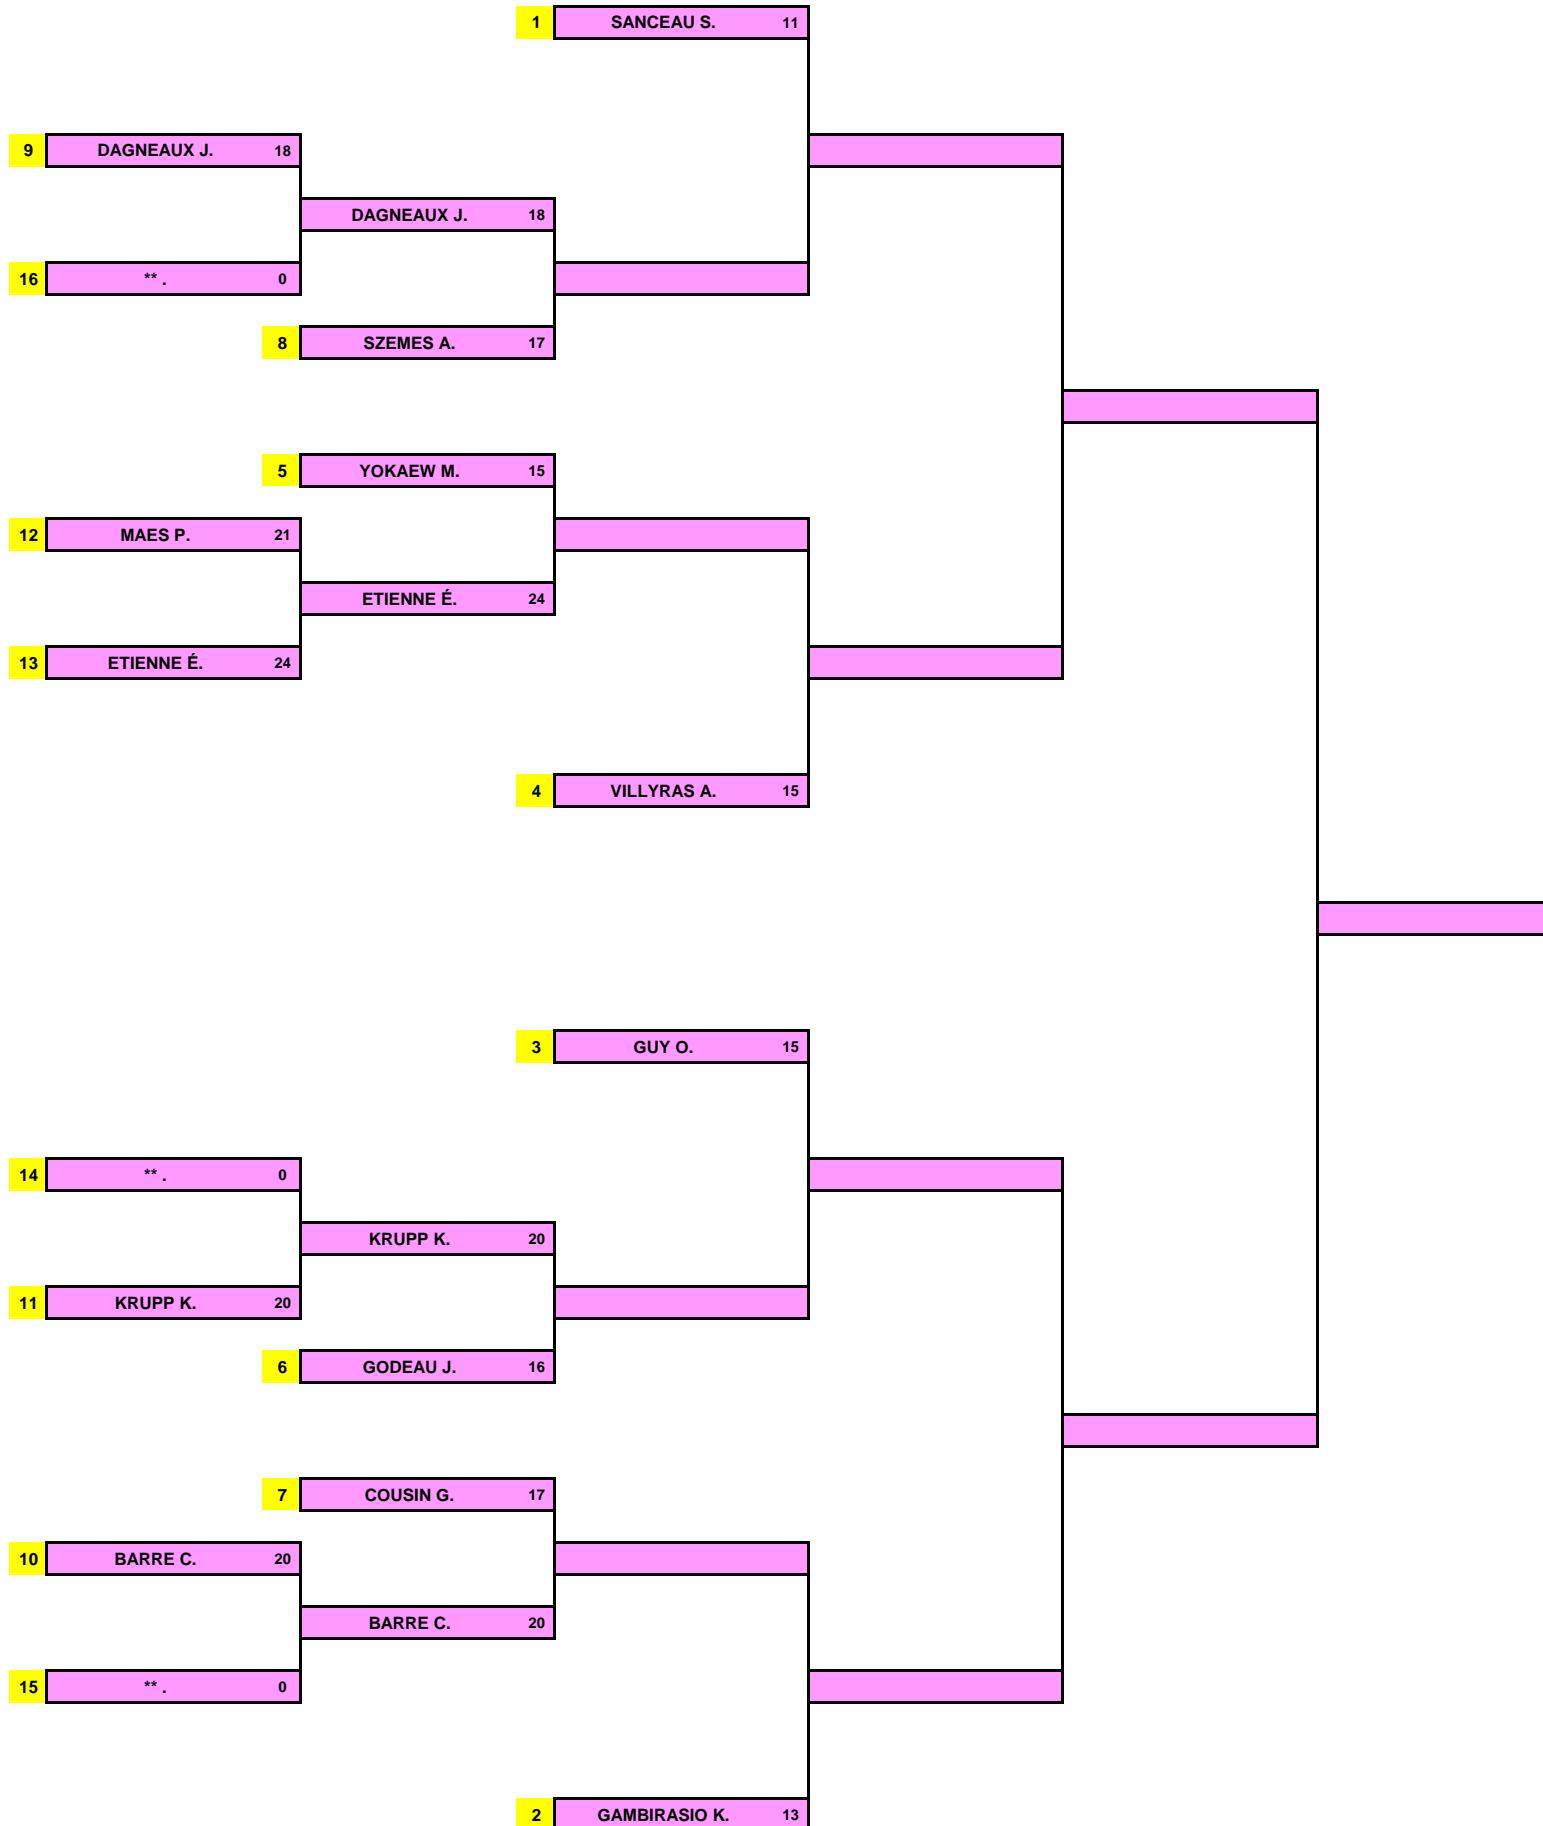 1 SANCEAU S. 11
9 DAGNEAUX J. 18
DAGNEAUX J. 18
16 ** . 0
8 SZEMES A. 17
5 YOKAEW M. 15
12 MAES P. 21
ETIENNE É. 24
13 ETIENNE É. 24
4 VILLYRAS A. 15
3 GUY O. 15
14 ** . 0
KRUPP K. 20
11 KRUPP K. 20
6 GODEAU J. 16
7 COUSIN G. 17
10 BARRE C. 20
BARRE C. 20
15 ** . 0
2 GAMBIRASIO K. 13